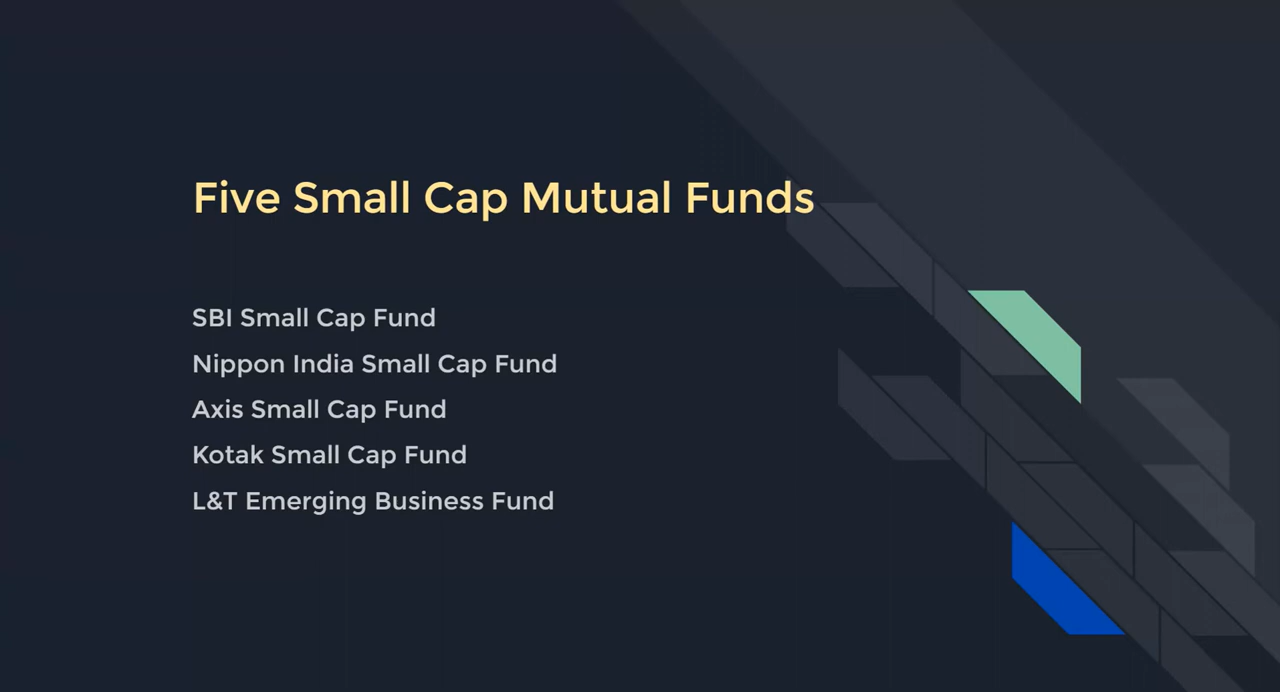 Five Small Cap Mutual Funds
SBI Small Cap Fund
Nippon India Small Cap Fund
Axis Small Cap Fund
Kotak Small Cap Fund
L&T Emerging Business Fund